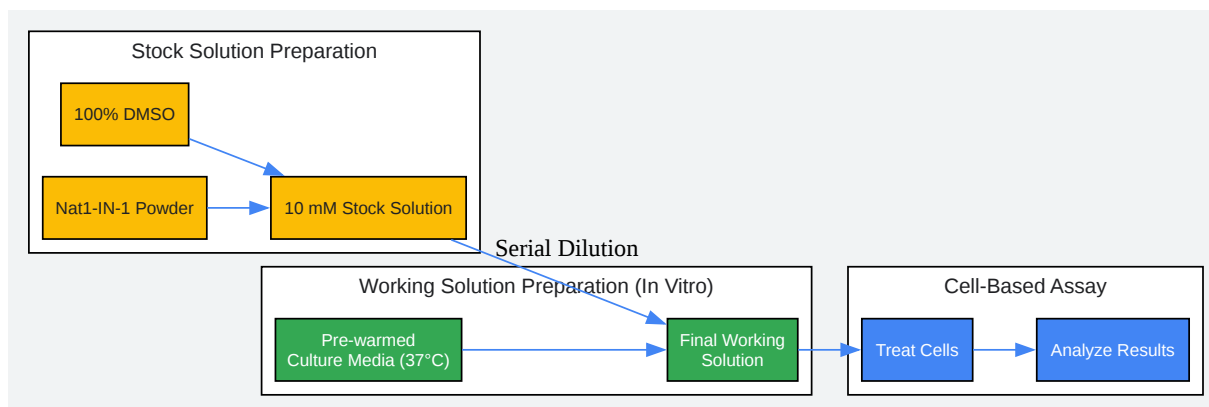 Stock Solution Preparation
100% DMSO
Nat1-IN-1 Powder
10 mM Stock Solution
Serial Dilution
Working Solution Preparation (In Vitro)
Pre-warmed
Culture Media (37°C)
Final Working
Solution
Cell-Based Assay
Treat Cells
Analyze Results